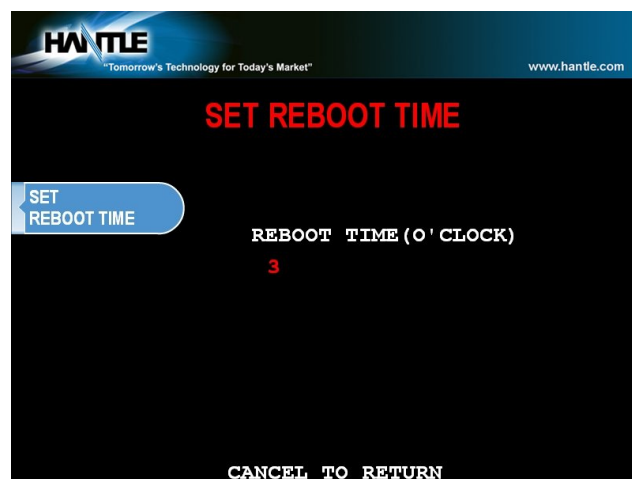 HANTLE
"Tomorrow's Technology for Today's Market"
www.hantle.com
SET REBOOT TIME
SET
REBOOT TIME
REBOOT TIME(O'CLOCK)
3
CANCEL TO RETURN